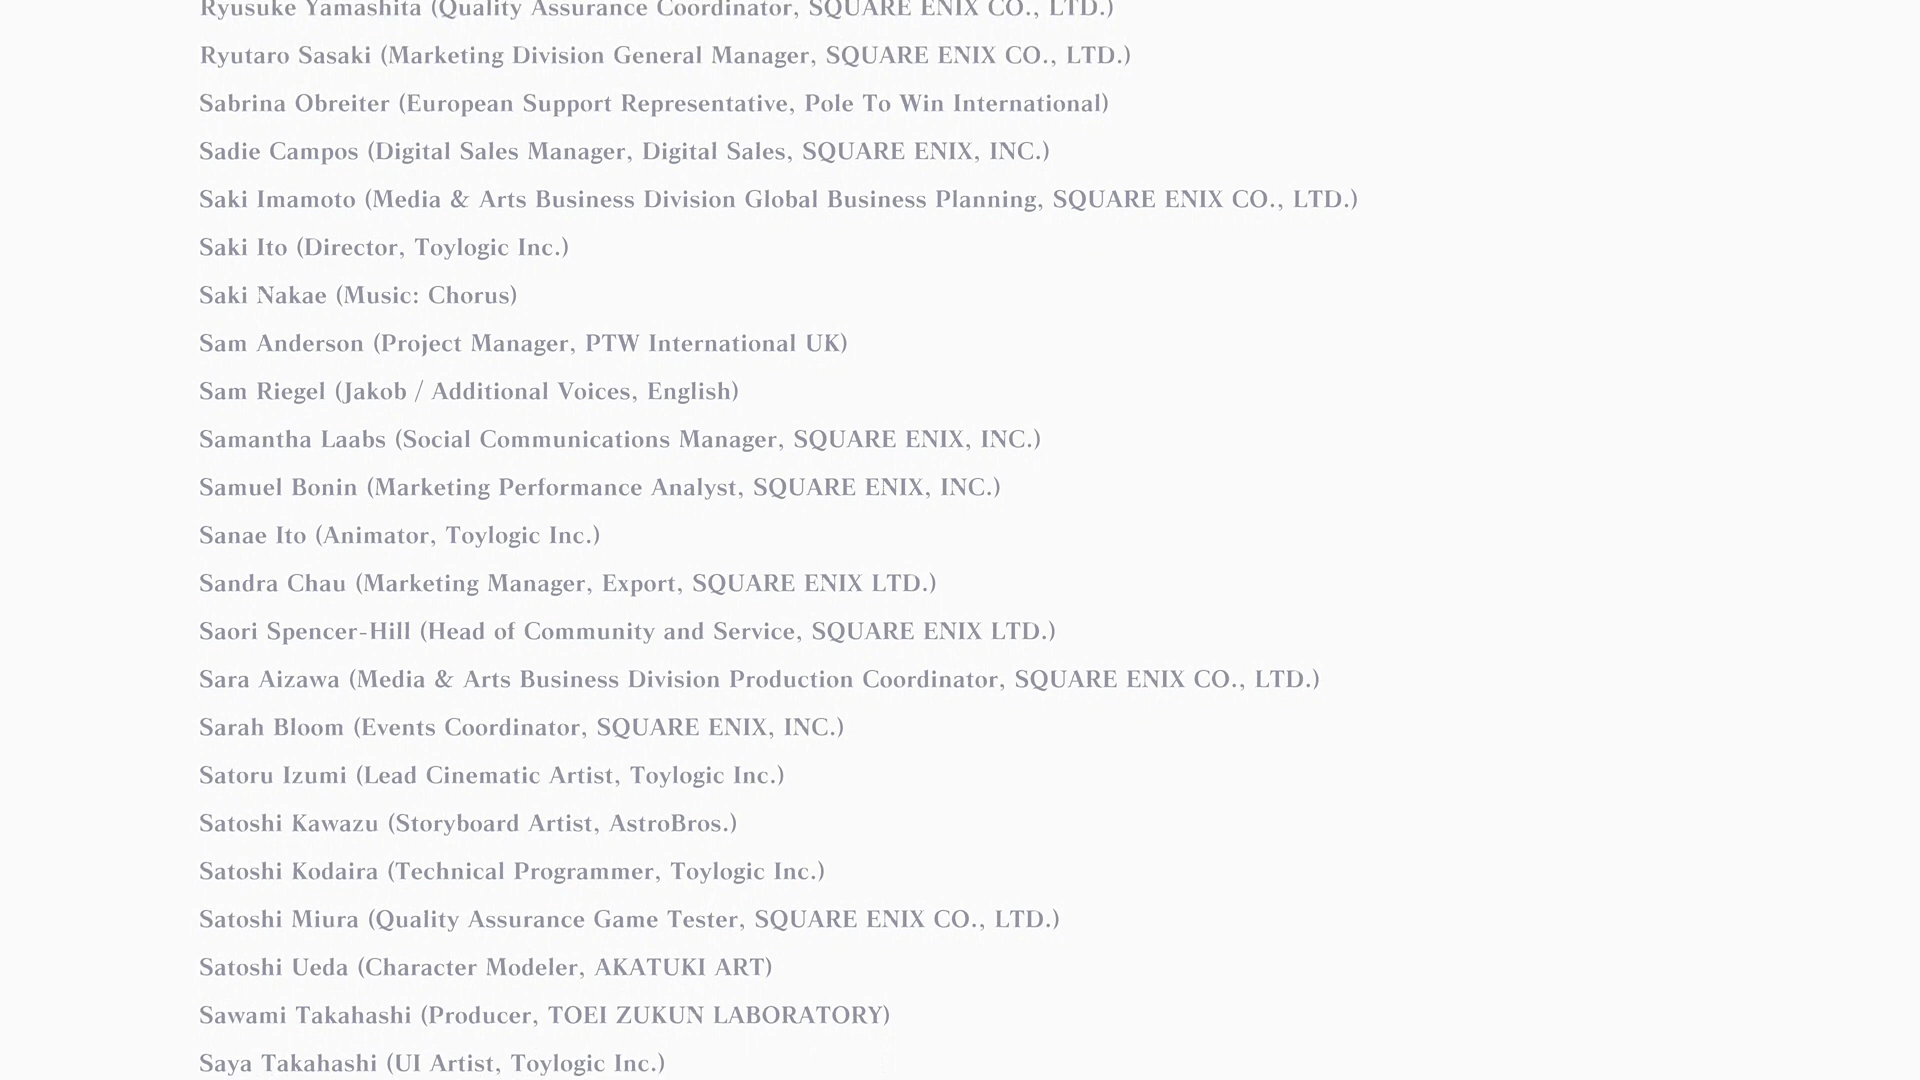 Ryusuke Yamashita (Quality Assurance Coordinator, SQUARE ENIX CO., LTD.)
Ryutaro Sasaki (Marketing Division General Manager, SQUARE ENIX CO., LTD.)
Sabrina Obreiter (European Support Representative, Pole To Win International)
Sadie Campos (Digital Sales Manager, Digital Sales, SQUARE ENIX, INC.)
Saki Imamoto (Media & Arts Business Division Global Business Planning, SQUARE ENIX CO., LTD.)
Saki Ito (Director, Toylogic Inc.)
Saki Nakae (Music: Chorus)
Sam Anderson (Project Manager, PTW International UK)
Sam Riegel (Jakob / Additional Voices, English)
Samantha Laabs (Social Communications Manager, SQUARE ENIX, INC.)
Samuel Bonin (Marketing Performance Analyst, SQUARE ENIX, INC.)
Sanae Ito (Animator, Toylogic Inc.)
Sandra Chau (Marketing Manager, Export, SQUARE ENIX LTD.)
Saori Spencer-Hill (Head of Community and Service, SQUARE ENIX LTD.)
Sara Aizawa (Media & Arts Business Division Production Coordinator, SQUARE ENIX CO., LTD.)
Sarah Bloom (Events Coordinator, SQUARE ENIX, INC.)
Satoru Izumi (Lead Cinematic Artist, Toylogic Inc.)
Satoshi Kawazu (Storyboard Artist, AstroBros.)
Satoshi Kodaira (Technical Programmer, Toylogic Inc.)
Satoshi Miura (Quality Assurance Game Tester, SQUARE ENIX CO., LTD.)
Satoshi Ueda (Character Modeler, AKATUKI ART)
Sawami Takahashi (Producer, TOEI ZUKUN LABORATORY)
Saya Takahashi (UI Artist, Toylogic Inc.)